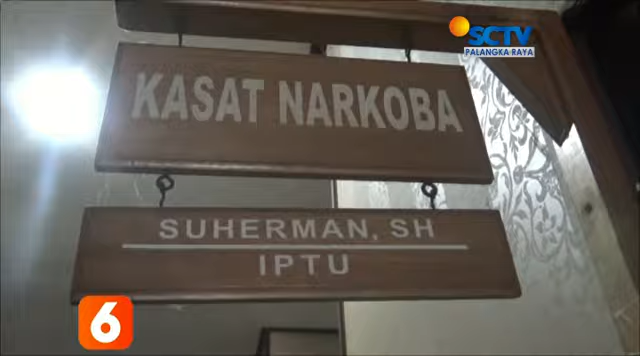 SCTV
PALANGKA RAYA
KASAT NARKOBA
SUHERMAN, SH
IPTU
6